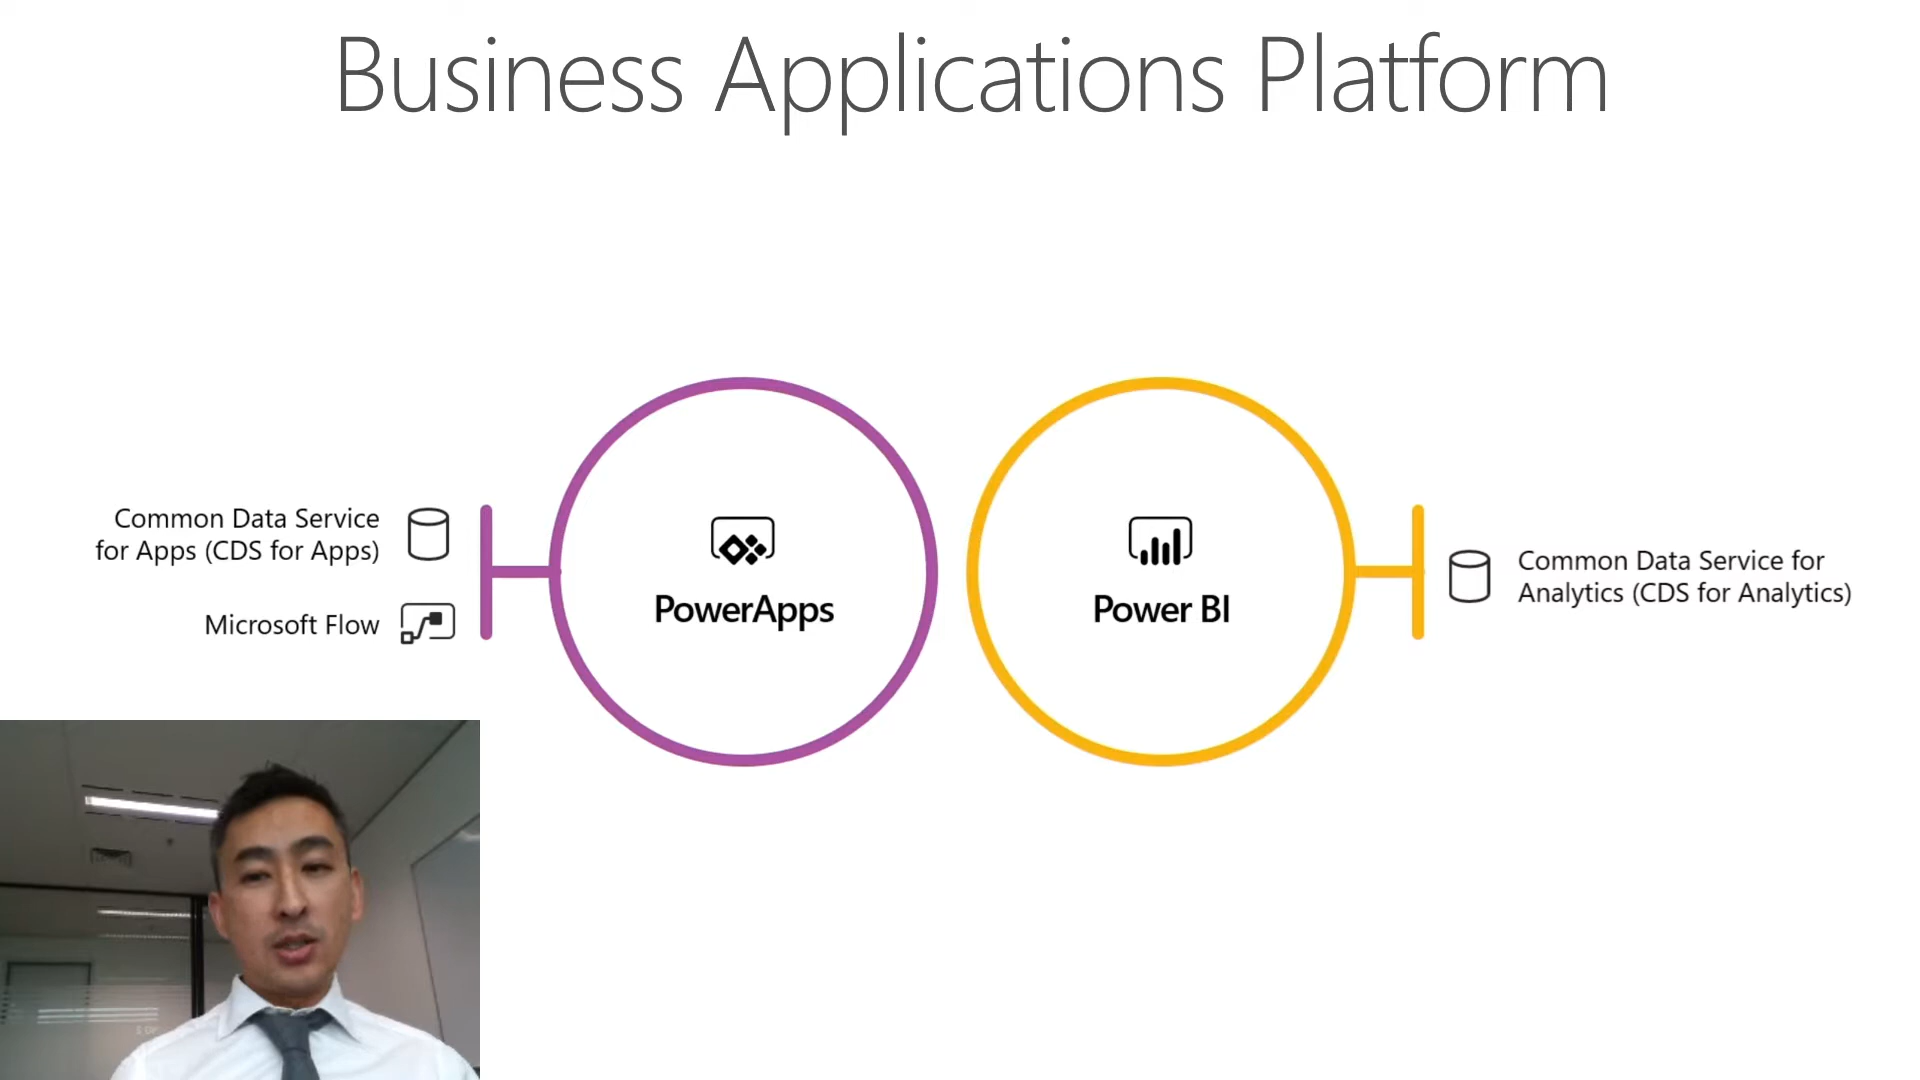 Business Applications Platform
Common Data Service
for Apps (CDS for Apps)
Microsoft Flow
PowerApps
Power BI
Common Data Service for
Analytics (CDS for Analytics)